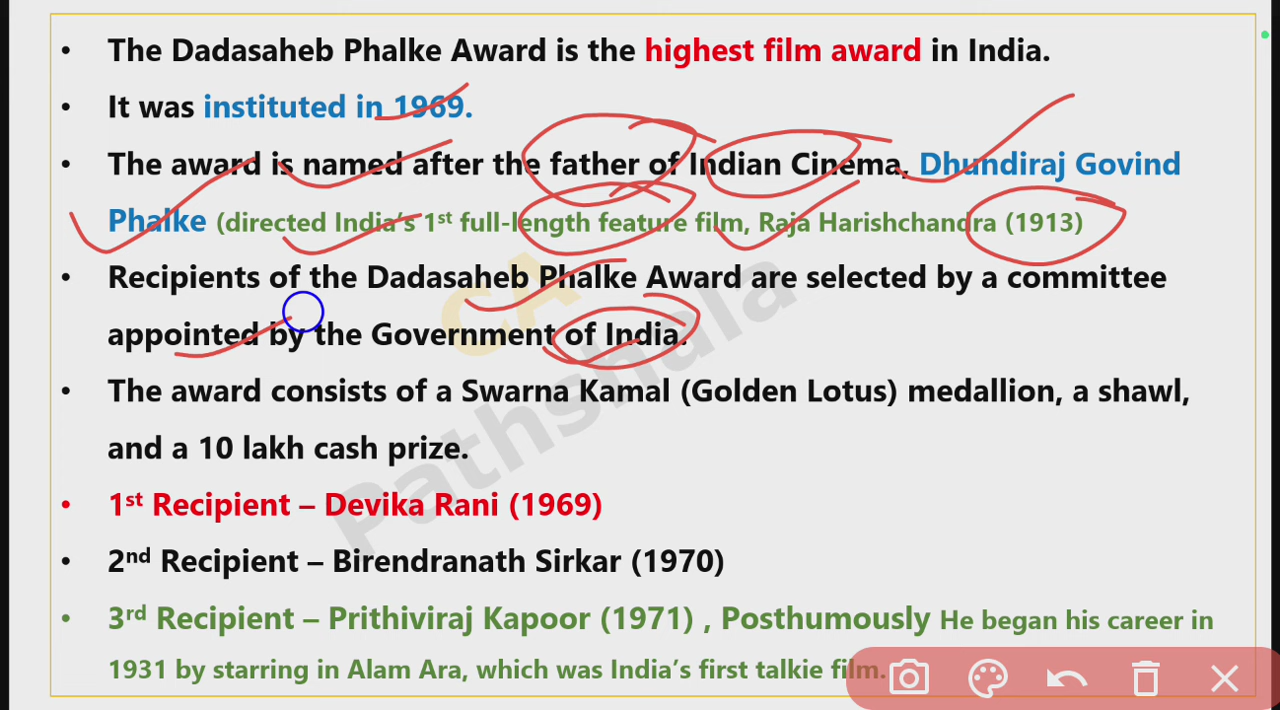 • The Dadasaheb Phalke Award is the highest film award in India.
• It was instituted in 1969.
• The award is named after the father of Indian Cinema, Dhundiraj Govind
Phalke (directed India's 1st full-length feature film, Raja Harishchandra (1913)
• Recipients of the Dadasaheb Phalke Award are selected by a committee
appointed by the Government of India.
• The award consists of a Swarna Kamal (Golden Lotus) medallion, a shawl,
and a 10 lakh cash prize.
• 1st Recipient – Devika Rani (1969)
• 2nd Recipient – Birendranath Sirkar (1970)
• 3rd Recipient – Prithiviraj Kapoor (1971) , Posthumously He began his career in
1931 by starring in Alam Ara, which was India's first talkie film.
CA
Pathshala